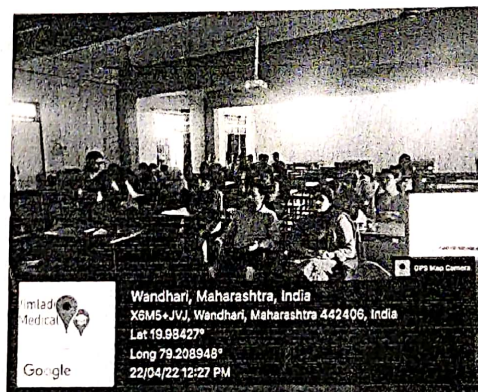 GPS Map Camera
Wandhari, Maharashtra, India
X6M5+JVJ, Wandhari, Maharashtra 442406, India
Lat 19.98427°
Long 79.208948°
22/04/22 12:27 PM
Medical
Google